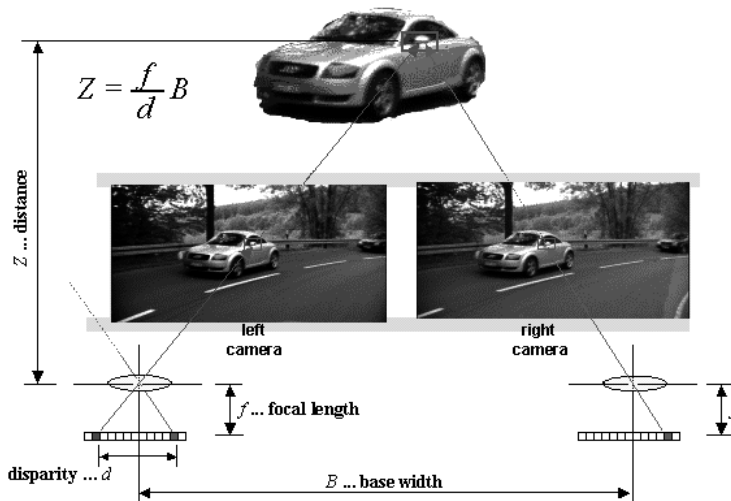 Z = f/d B
Z ... distance
left
camera
right
camera
f ... focal length
f
disparity ... d
B ... base width